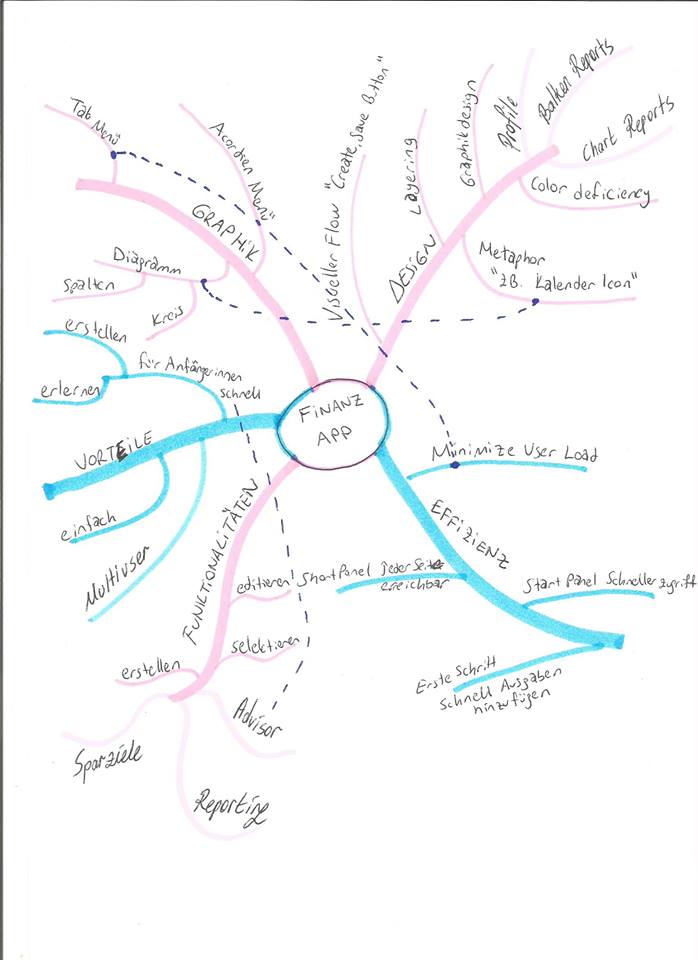 FINANZ
APP
GRAPHIK
Tab Menü
Acordien Menü
Diagramm
Spalten
Kreis
DESIGN
Visueller Flow "Create, Save Button"
Layering
Graphikdesign
Profile
Balken Reports
Chart Reports
Color deficiency
Metaphor
"zB. Kalender Icon"
EFFIZIENZ
Minimize User Load
Start Panel Schneller zugriff
Start Panel jeder Seite
erreichbar
Erste Schrift
Schnell Ausgaben
hinzufügen
FUNKTIONALITÄTEN
editieren
selektieren
erstellen
Advisor
Reporting
Sparziele
VORTEILE
für Anfängerinnen
schnell
erstellen
erlernen
einfach
Multiuser